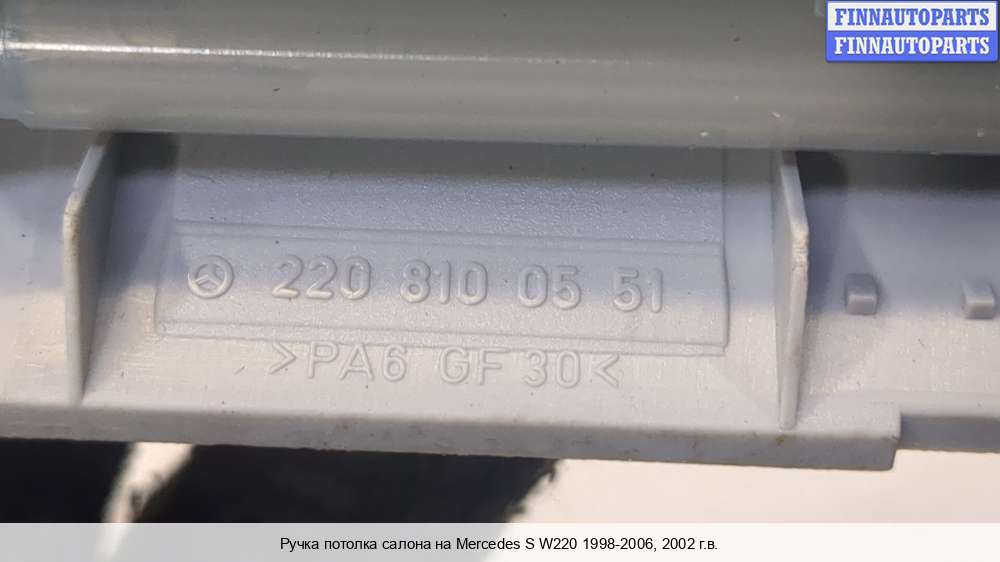 FINNAUTOPARTS
FINNAUTOPARTS
220 810 05 51
>PA6 GF 30<
Ручка потолка салона на Mercedes S W220 1998-2006, 2002 г.в.